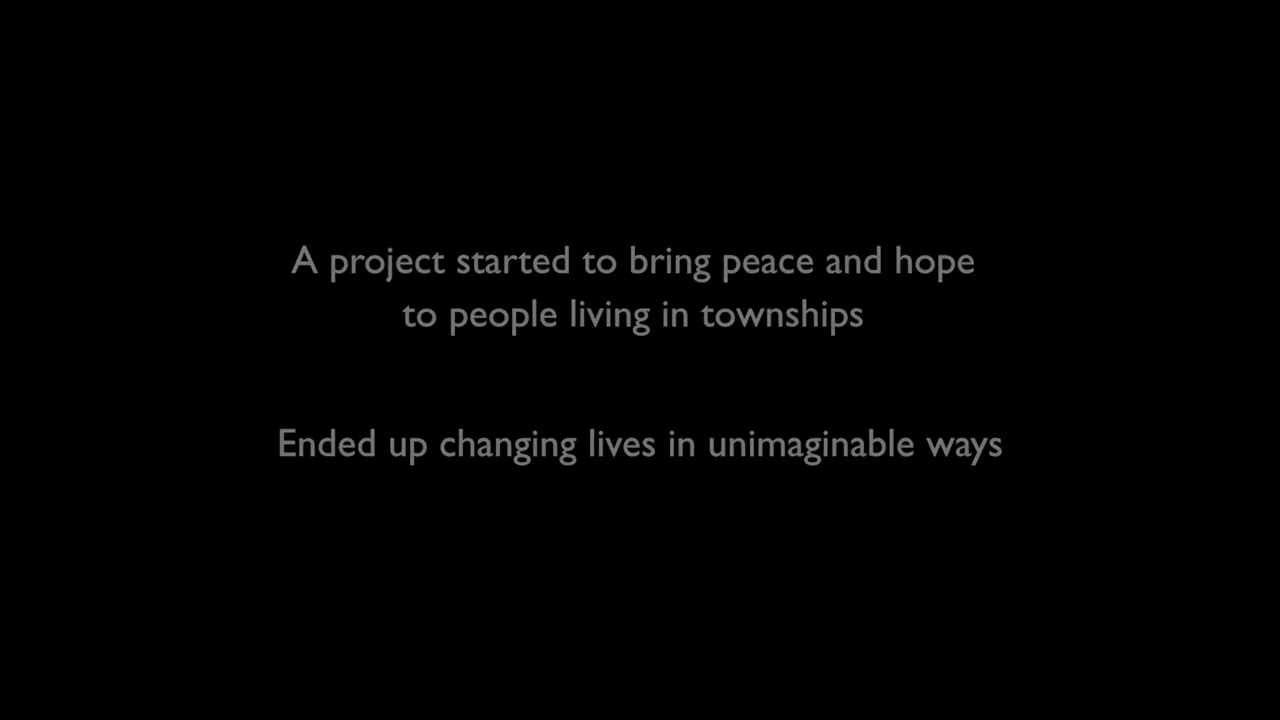 A project started to bring peace and hope
to people living in townships
Ended up changing lives in unimaginable ways